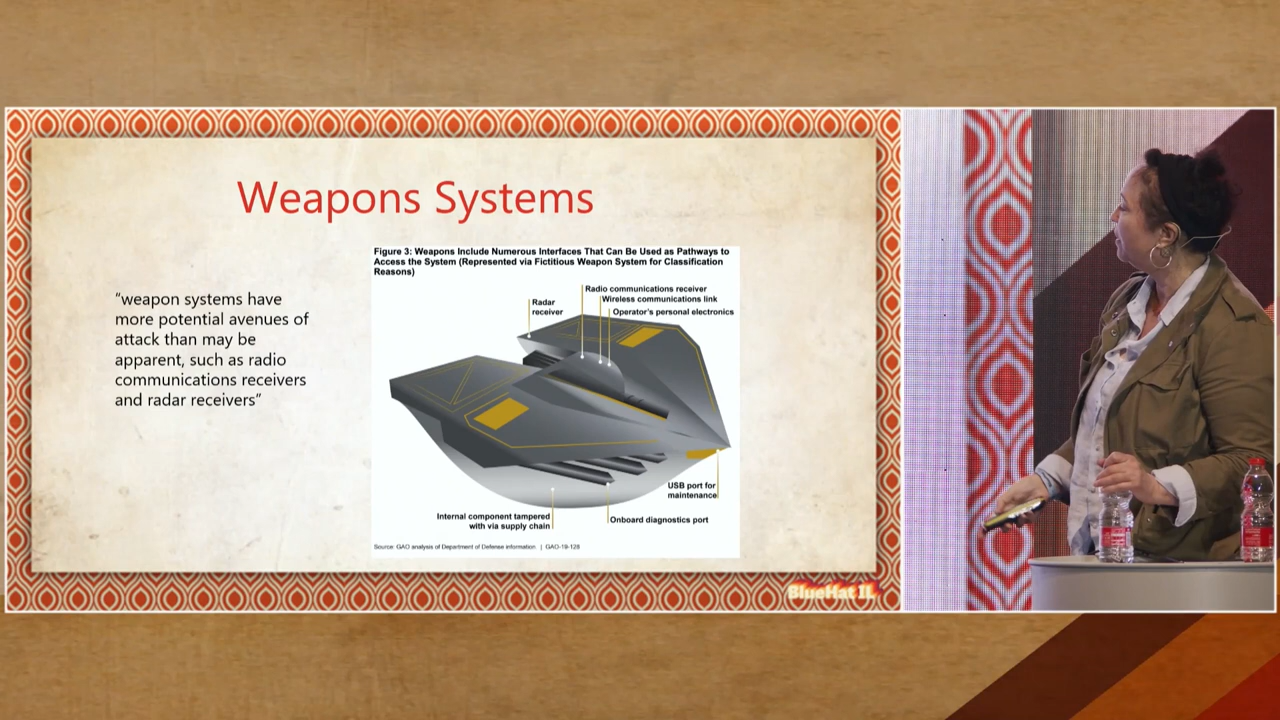 Weapons Systems
"weapon systems have
more potential avenues of
attack than may be
apparent, such as radio
communications receivers
and radar receivers"
Figure 3: Weapons Include Numerous Interfaces That Can Be Used as Pathways to
Access the System (Represented via Fictitious Weapon System for Classification
Reasons)
Radio communications receiver
Wireless communications link
Operator's personal electronics
Radar
receiver
USB port for
maintenance
Internal component tampered
with via supply chain
Onboard diagnostics port
Source: GAO analysis of Department of Defense information | GAO-19-128
BlueHat IL